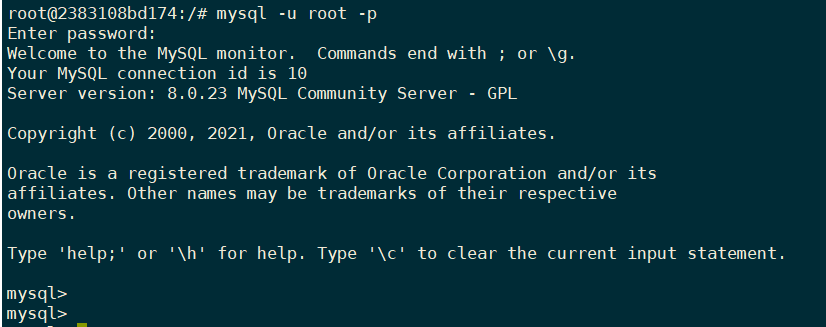 root@2383108bd174:/# mysql -u root -p
Enter password:
Welcome to the MySQL monitor.  Commands end with ; or \g.
Your MySQL connection id is 10
Server version: 8.0.23 MySQL Community Server - GPL
Copyright (c) 2000, 2021, Oracle and/or its affiliates.
Oracle is a registered trademark of Oracle Corporation and/or its
affiliates. Other names may be trademarks of their respective
owners.
Type 'help;' or '\h' for help. Type '\c' to clear the current input statement.
mysql>
mysql>